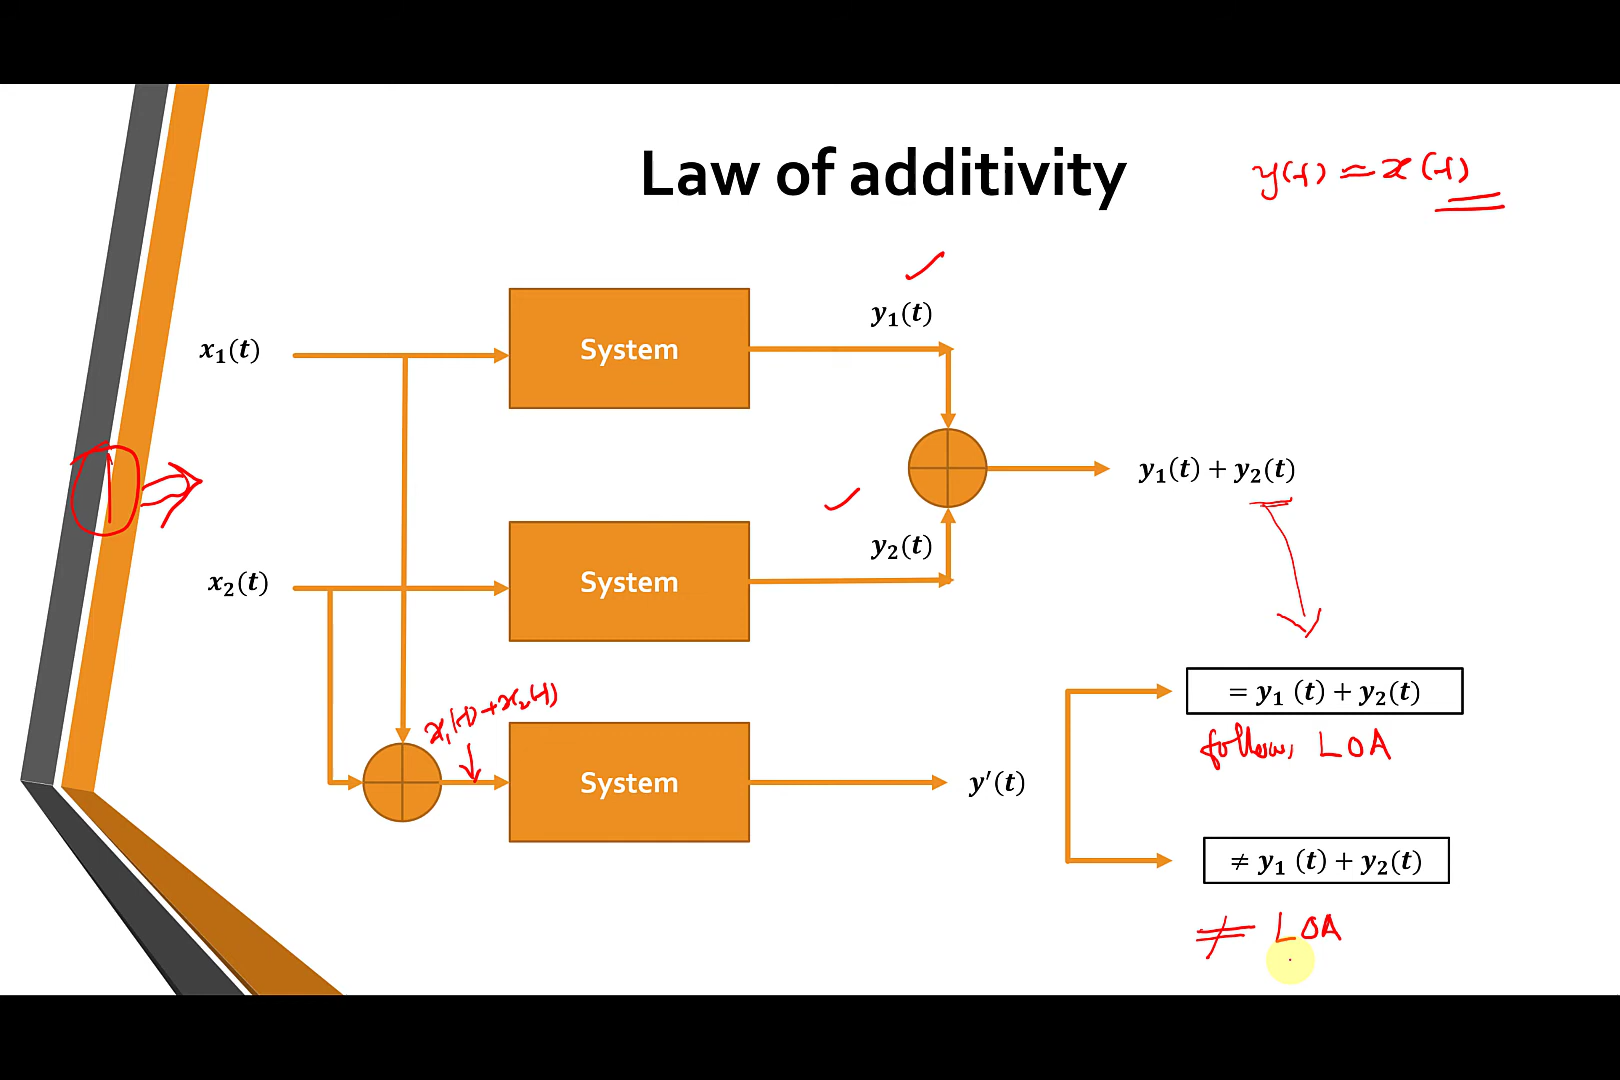 Law of additivity
y(t) = x(t)
x₁(t)
System
y₁(t)
y₁(t) + y₂(t)
x₂(t)
System
y₂(t)
x₁(t)+x₂(t)
System
y′(t)
= y₁ (t) + y₂(t)
follows LOA
≠ y₁ (t) + y₂(t)
≠ LOA